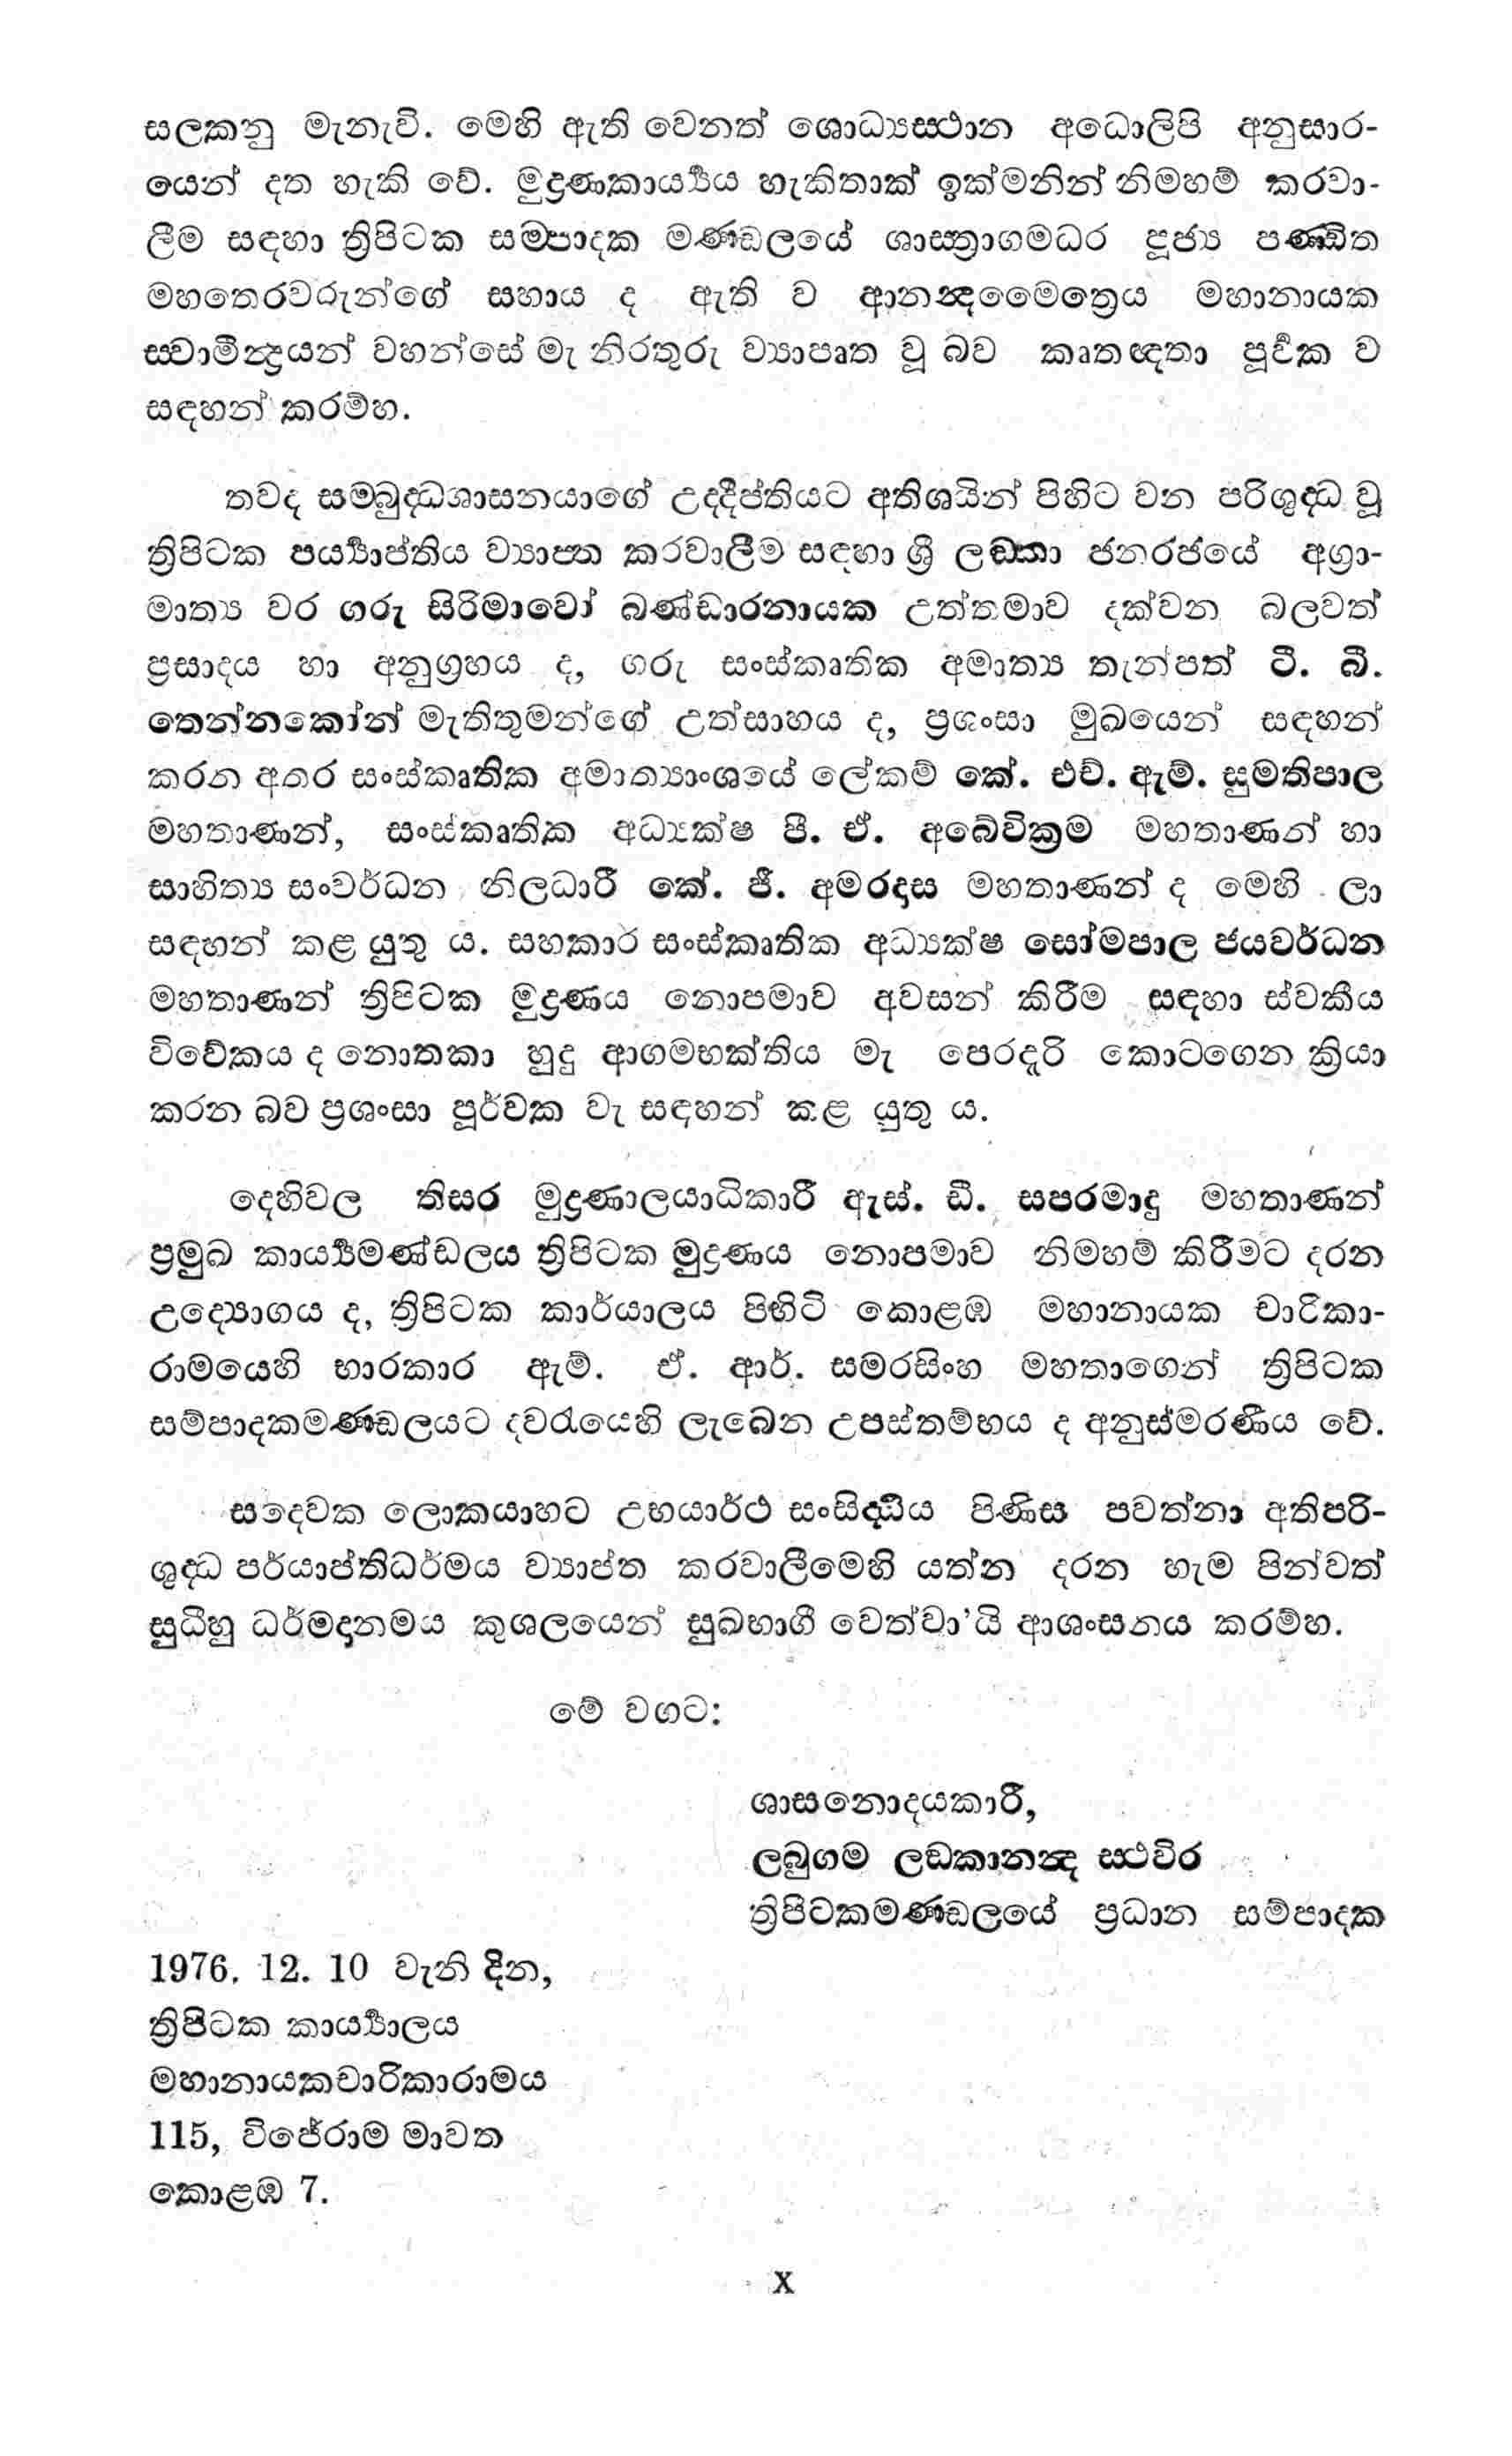 සලකනු මැනැවි. මෙහි ඇති වෙනත් ශොධ්‍යස්ථාන අධොලිපි අනුසාර-
යෙන් දත හැකි වේ. මුද්‍රණකාර්‍ය්‍යය හැකිතාක් ඉක්මනින් නිමහම් කරවා-
ලීම සඳහා ත්‍රිපිටක සම්පාදක මණ්ඩලයේ ශාස්ත්‍රාගමධර පූජ්‍ය පණ්ඩිත
මහතෙරවරුන්ගේ සහාය ද ඇති ව ආනන්දමෛත්‍රෙය මහානායක
ස්වාමින්ද්‍රයන් වහන්සේ මැ නිරතුරු ව්‍යාපෘත වූ බව කෘතඥතා පූර්‍වක ව
සඳහන් කරම්හ.
තවද සම්බුද්ධශාසනයාගේ උද්දීප්තියට අතිශයින් පිහිට වන පරිශුද්ධ වූ
ත්‍රිපිටක පර්‍ය්‍යාප්තිය ව්‍යාප්ත කරවාලීම සඳහා ශ්‍රී ලඞ්කා ජනරජයේ අග්‍රා-
මාත්‍ය වර ගරු සිරිමාවෝ බණ්ඩාරනායක උත්තමාව දක්වන බලවත්
ප්‍රසාදය හා අනුග්‍රහය ද, ගරු සංස්කෘතික අමාත්‍ය තැන්පත් ටී. බී.
තෙන්නකෝන් මැතිතුමන්ගේ උත්සාහය ද, ප්‍රශංසා මුඛයෙන් සඳහන්
කරන අතර සංස්කෘතික අමාත්‍යාංශයේ ලේකම් කේ. එච්. ඇම්. සුමතිපාල
මහතාණන්, සංස්කෘතික අධ්‍යක්ෂ පී. ඒ. අබේවික්‍රම මහතාණන් හා
සාහිත්‍ය සංවර්ධන නිලධාරී කේ. ජී. අමරදාස මහතාණන් ද මෙහි ලා
සඳහන් කළ යුතු ය. සහකාර සංස්කෘතික අධ්‍යක්ෂ සෝමපාල ජයවර්ධන
මහතාණන් ත්‍රිපිටක මුද්‍රණය නොපමාව අවසන් කිරීම සඳහා ස්වකීය
විවේකය ද නොතකා හුදු ආගමභක්තිය මැ පෙරදැරි කොටගෙන ක්‍රියා
කරන බව ප්‍රශංසා පූර්වක වැ සඳහන් කළ යුතු ය.
දෙහිවල තිසර මුද්‍රණාලයාධිකාරී ඇස්. ඩී. සපරමාදු මහතාණන්
ප්‍රමුඛ කාර්‍ය්‍යමණ්ඩලය ත්‍රිපිටක මුද්‍රණය නොපමාව නිමහම් කිරීමට දරන
උද්‍යොගය ද, ත්‍රිපිටක කාර්යාලය පිහිටි කොළඹ මහානායක චාරිකා-
රාමයෙහි භාරකාර ඇම්. ඒ. ආර්. සමරසිංහ මහතාගෙන් ත්‍රිපිටක
සම්පාදකමණ්ඩලයට දවරැයෙහි ලැබෙන උපස්තම්භය ද අනුස්මරණීය වේ.
සදෙවක ලොකයාහට උභයාර්ථ සංසිද්ධිය පිණිස පවත්නා අතිපරි-
ශුද්ධ පර්යාප්තිධර්මය ව්‍යාප්ත කරවාලීමෙහි යත්න දරන හැම පින්වත්
සුධීහු ධර්මදානමය කුශලයෙන් සුඛභාගී වෙත්වා'යි ආශංසනය කරම්හ.
මේ වගට:
ශාසනොදයකාරී,
ලබුගම ලඞ්කානන්ද ස්ථවිර
ත්‍රිපිටකමණ්ඩලයේ ප්‍රධාන සම්පාදක
1976. 12. 10 වැනි දින,
ත්‍රිපිටක කාර්‍ය්‍යාලය
මහානායකචාරිකාරාමය
115, විජේරාම මාවත
කොළඹ 7.
X